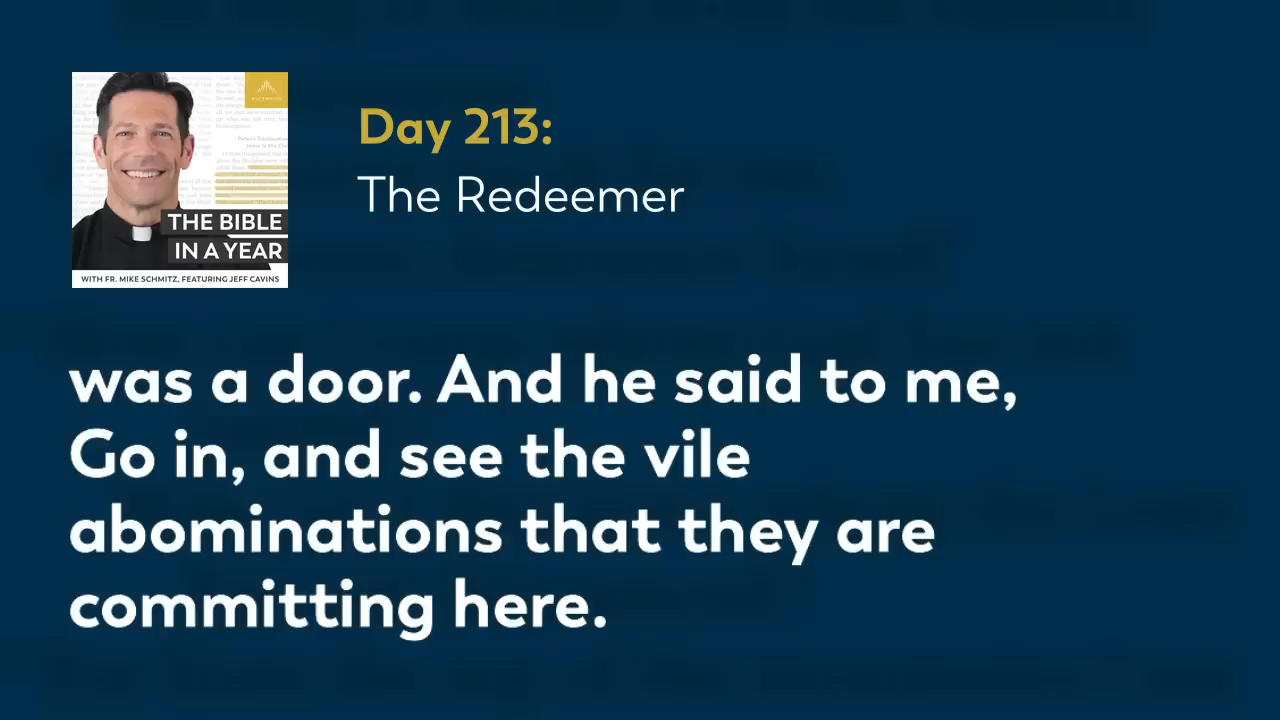 Day 213:
The Redeemer
THE BIBLE
IN A YEAR
WITH FR. MIKE SCHMITZ, FEATURING JEFF CAVINS
was a door. And he said to me,
Go in, and see the vile
abominations that they are
committing here.